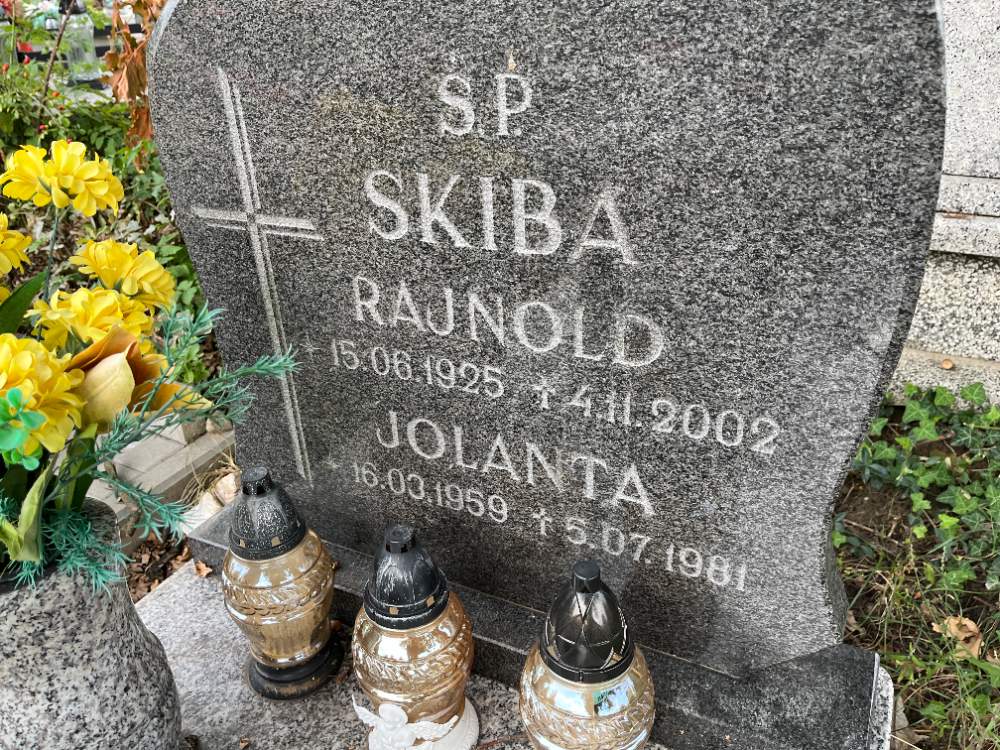 Ś.P.
SKIBA
RAJNOLD
* 15.06.1925 † 4.11.2002
JOLANTA
* 16.03.1959 † 5.07.1981